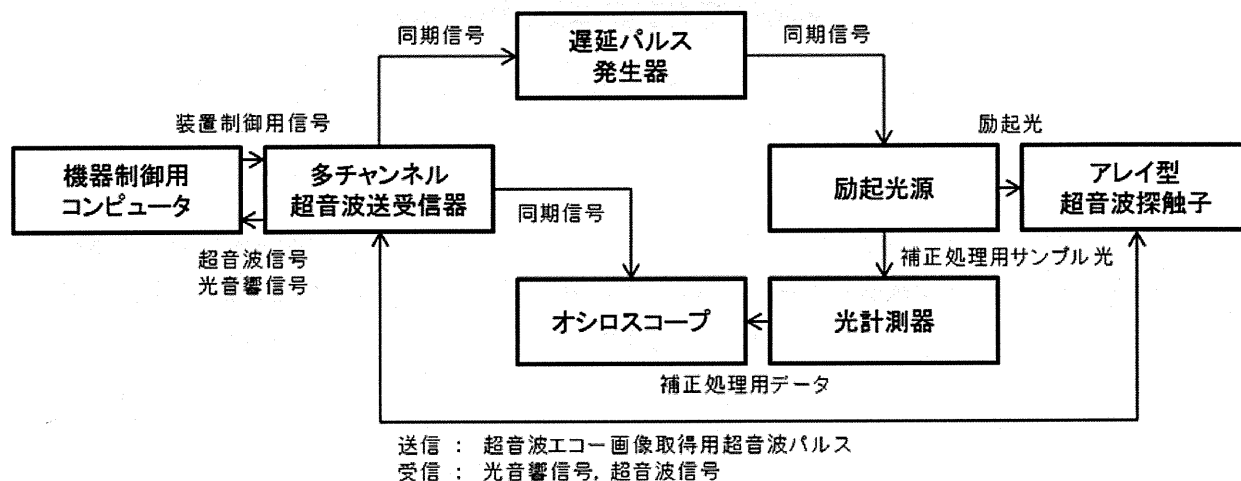 同期信号
遅延パルス
発生器
同期信号
装置制御用信号
励起光
機器制御用
コンピュータ
多チャンネル
超音波送受信器
励起光源
アレイ型
超音波探触子
同期信号
超音波信号
光音響信号
補正処理用サンプル光
オシロスコープ
光計測器
補正処理用データ
送信 : 超音波エコー画像取得用超音波パルス
受信 : 光音響信号, 超音波信号